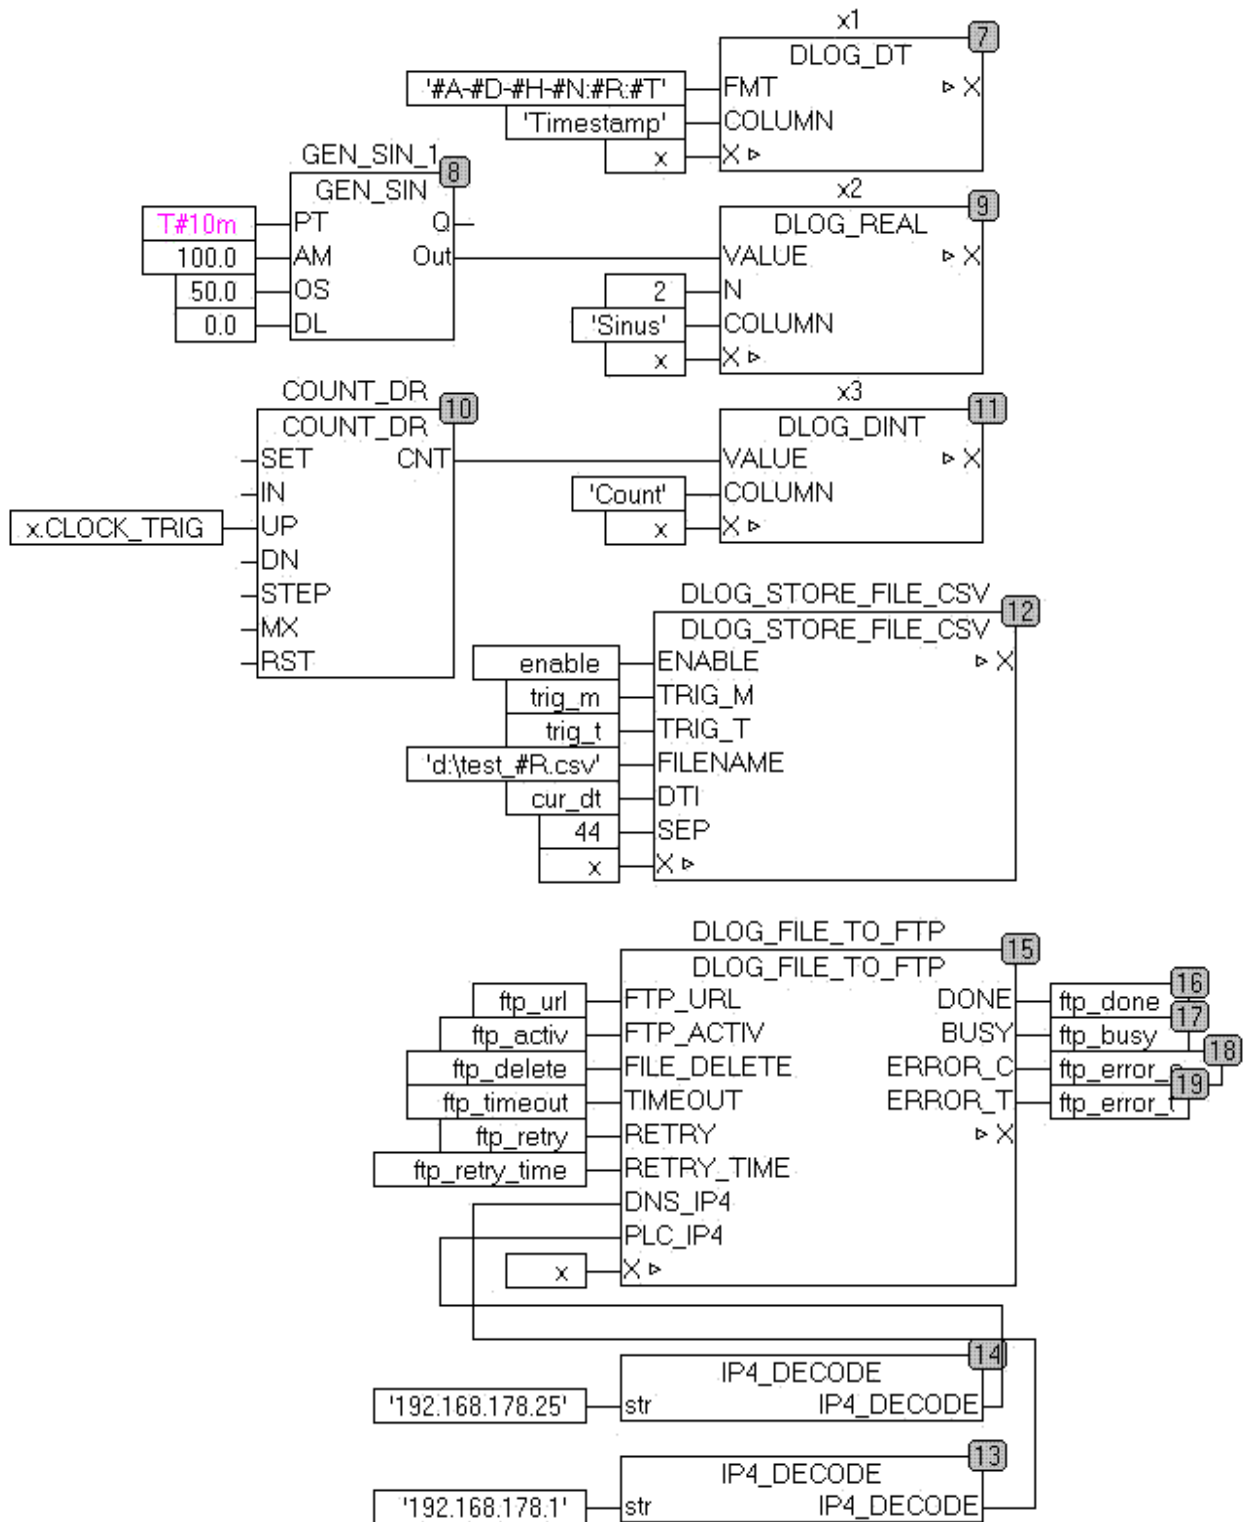 x1
7
DLOG_DT
'#A-#D-#H-#N:#R:#T' FMT X
'Timestamp' COLUMN
x X
GEN_SIN_1
8
GEN_SIN
T#10m PT Q
100.0 AM Out
50.0 OS
0.0 DL
x2
9
DLOG_REAL
VALUE X
2 N
'Sinus' COLUMN
x X
COUNT_DR
10
COUNT_DR
SET CNT
IN
x.CLOCK_TRIG UP
DN
STEP
MX
RST
x3
11
DLOG_DINT
VALUE X
'Count' COLUMN
x X
DLOG_STORE_FILE_CSV
12
DLOG_STORE_FILE_CSV
enable ENABLE X
trig_m TRIG_M
trig_t TRIG_T
'd:\test_#R.csv' FILENAME
cur_dt DTI
44 SEP
x X
DLOG_FILE_TO_FTP
15
DLOG_FILE_TO_FTP
16
ftp_url FTP_URL DONE ftp_done
17
ftp_activ FTP_ACTIV BUSY ftp_busy
18
ftp_delete FILE_DELETE ERROR_C ftp_error_c
19
ftp_timeout TIMEOUT ERROR_T ftp_error_t
ftp_retry RETRY X
ftp_retry_time RETRY_TIME
DNS_IP4
PLC_IP4
x X
14
IP4_DECODE
'192.168.178.25' str IP4_DECODE
13
IP4_DECODE
'192.168.178.1' str IP4_DECODE